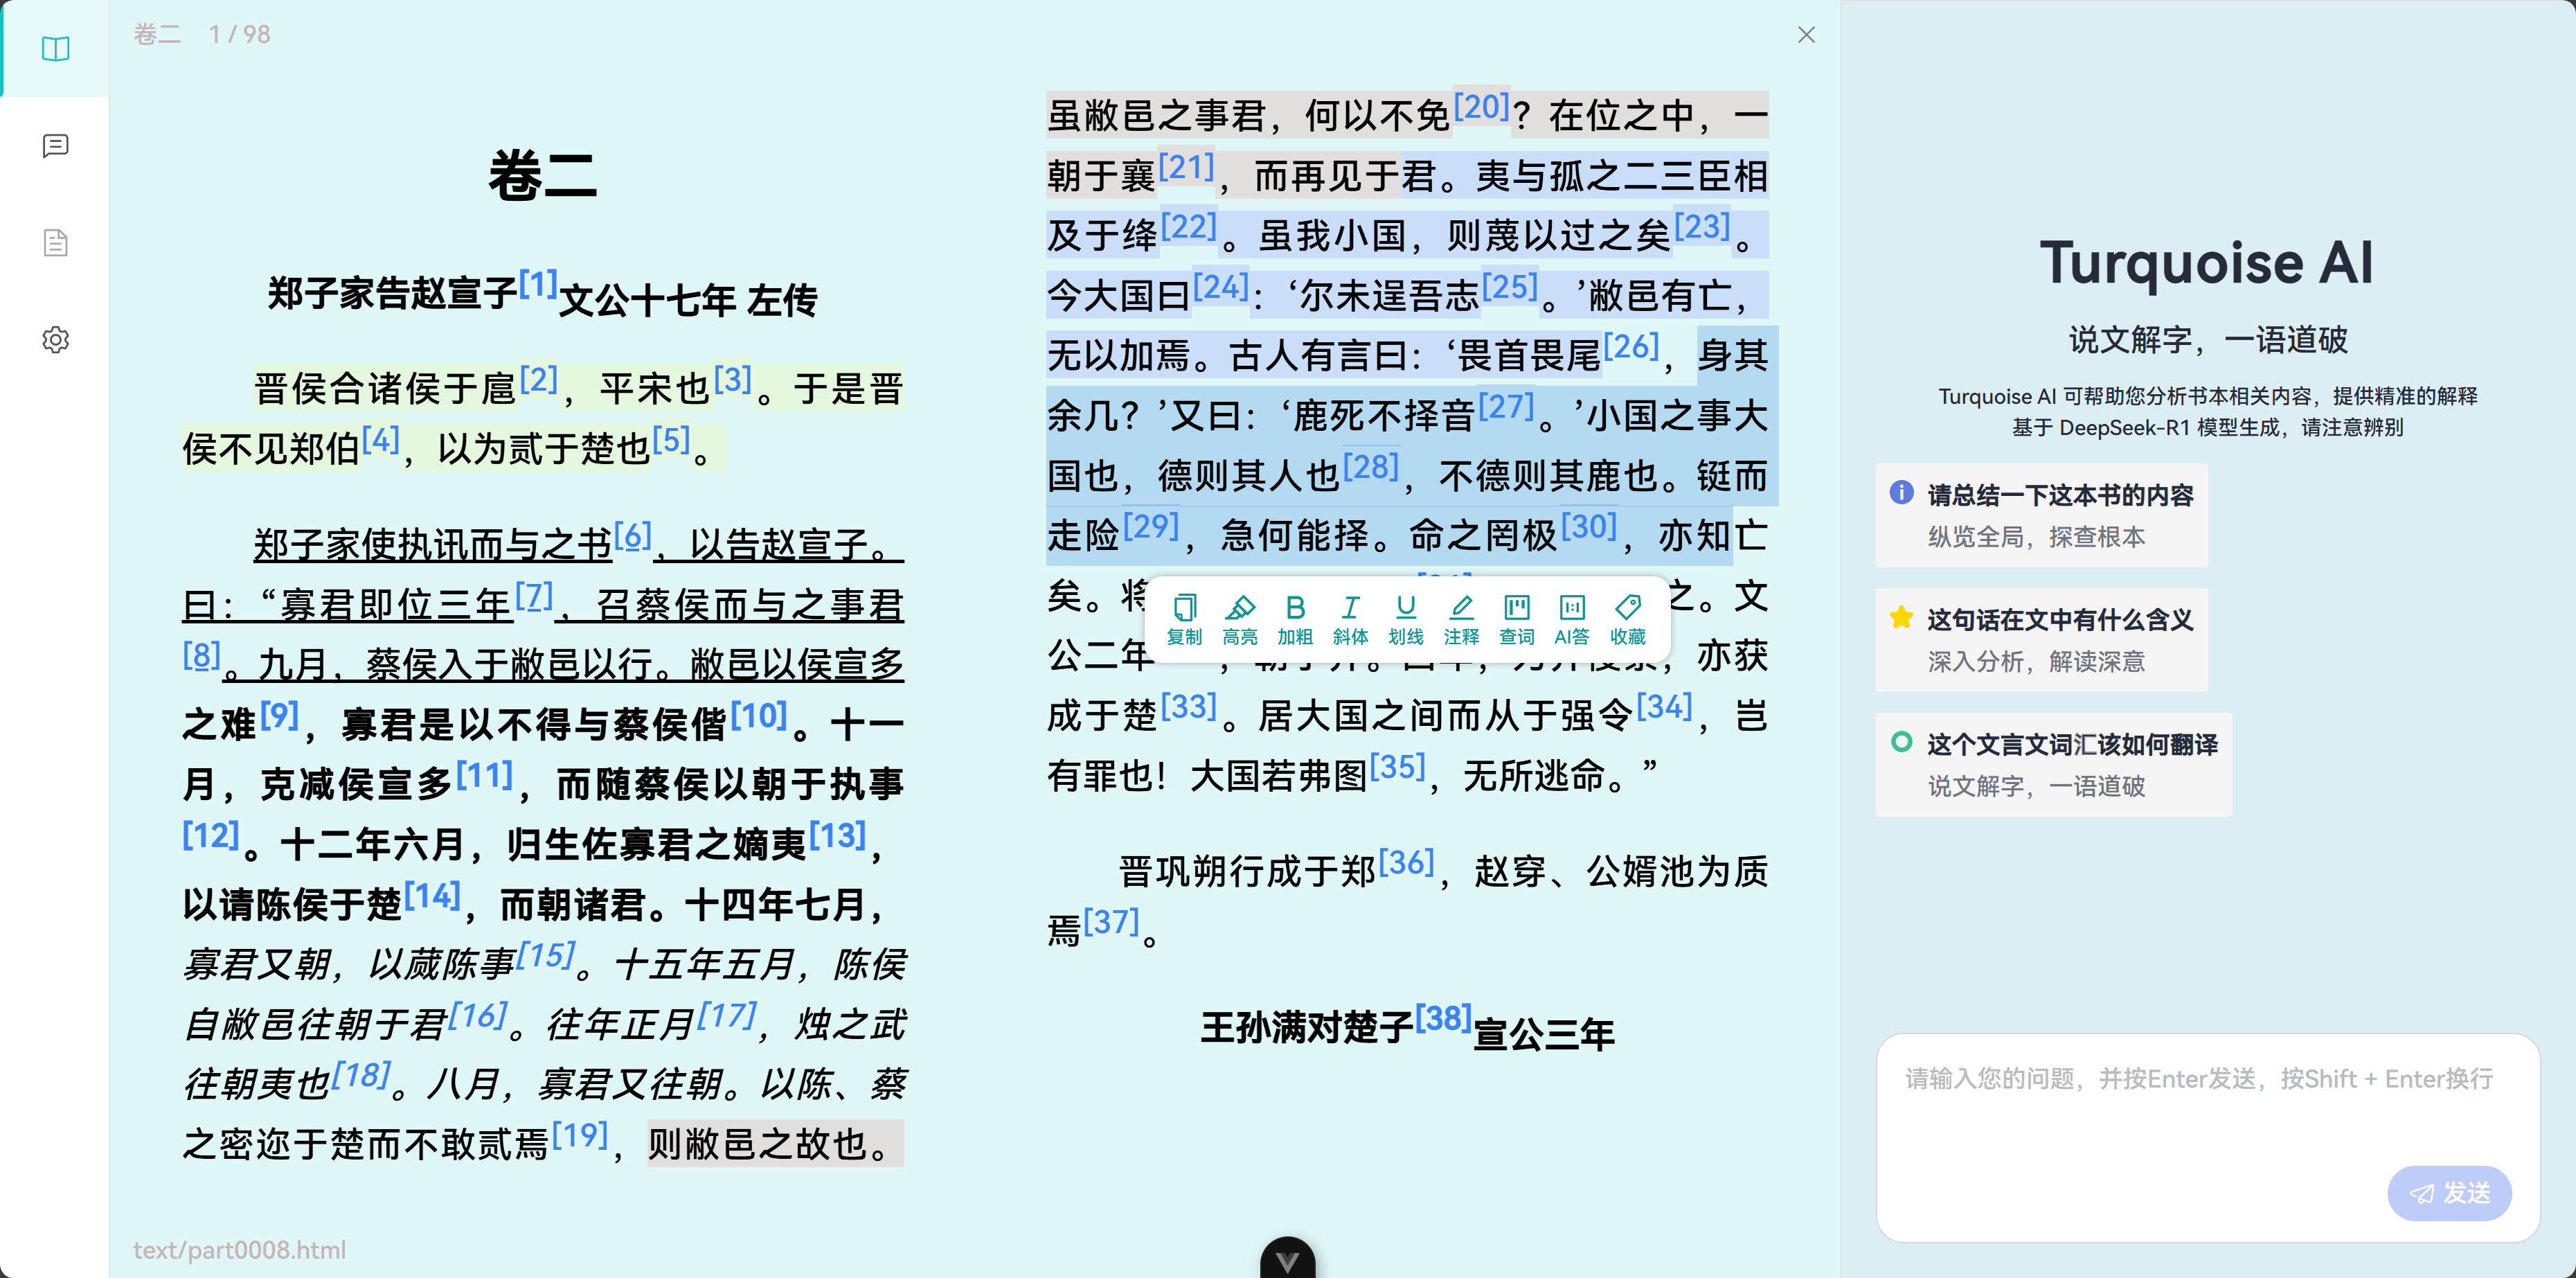 卷二 1 / 98
卷二
郑子家告赵宣子[1]文公十七年 左传
晋侯合诸侯于扈[2]，平宋也[3]。于是晋
侯不见郑伯[4]，以为贰于楚也[5]。
郑子家使执讯而与之书[6]，以告赵宣子。
曰：“寡君即位三年[7]，召蔡侯而与之事君
[8]。九月，蔡侯入于敝邑以行。敝邑以侯宣多
之难[9]，寡君是以不得与蔡侯偕[10]。十一
月，克减侯宣多[11]，而随蔡侯以朝于执事
[12]。十二年六月，归生佐寡君之嫡夷[13]，
以请陈侯于楚[14]，而朝诸君。十四年七月，
寡君又朝，以蒇陈事[15]。十五年五月，陈侯
自敝邑往朝于君[16]。往年正月[17]，烛之武
往朝夷也[18]。八月，寡君又往朝。以陈、蔡
之密迩于楚而不敢贰焉[19]，则敝邑之故也。
虽敝邑之事君，何以不免[20]？在位之中，一
朝于襄[21]，而再见于君。夷与孤之二三臣相
及于绛[22]。虽我小国，则蔑以过之矣[23]。
今大国曰[24]：‘尔未逞吾志[25]。’敝邑有亡，
无以加焉。古人有言曰：‘畏首畏尾[26]，身其
余几？’又曰：‘鹿死不择音[27]。’小国之事大
国也，德则其人也[28]，不德则其鹿也。铤而
走险[29]，急何能择。命之罔极[30]，亦知亡
矣。将 之。文
公二年 亦获
成于楚[33]。居大国之间而从于强令[34]，岂
有罪也！大国若弗图[35]，无所逃命。”
晋巩朔行成于郑[36]，赵穿、公婿池为质
焉[37]。
王孙满对楚子[38]宣公三年
复制 高亮 加粗 斜体 划线 注释 查词 AI答 收藏
text/part0008.html
Turquoise AI
说文解字，一语道破
Turquoise AI 可帮助您分析书本相关内容，提供精准的解释
基于 DeepSeek-R1 模型生成，请注意辨别
请总结一下这本书的内容
纵览全局，探查根本
这句话在文中有什么含义
深入分析，解读深意
这个文言文词汇该如何翻译
说文解字，一语道破
请输入您的问题，并按Enter发送，按Shift + Enter换行
发送